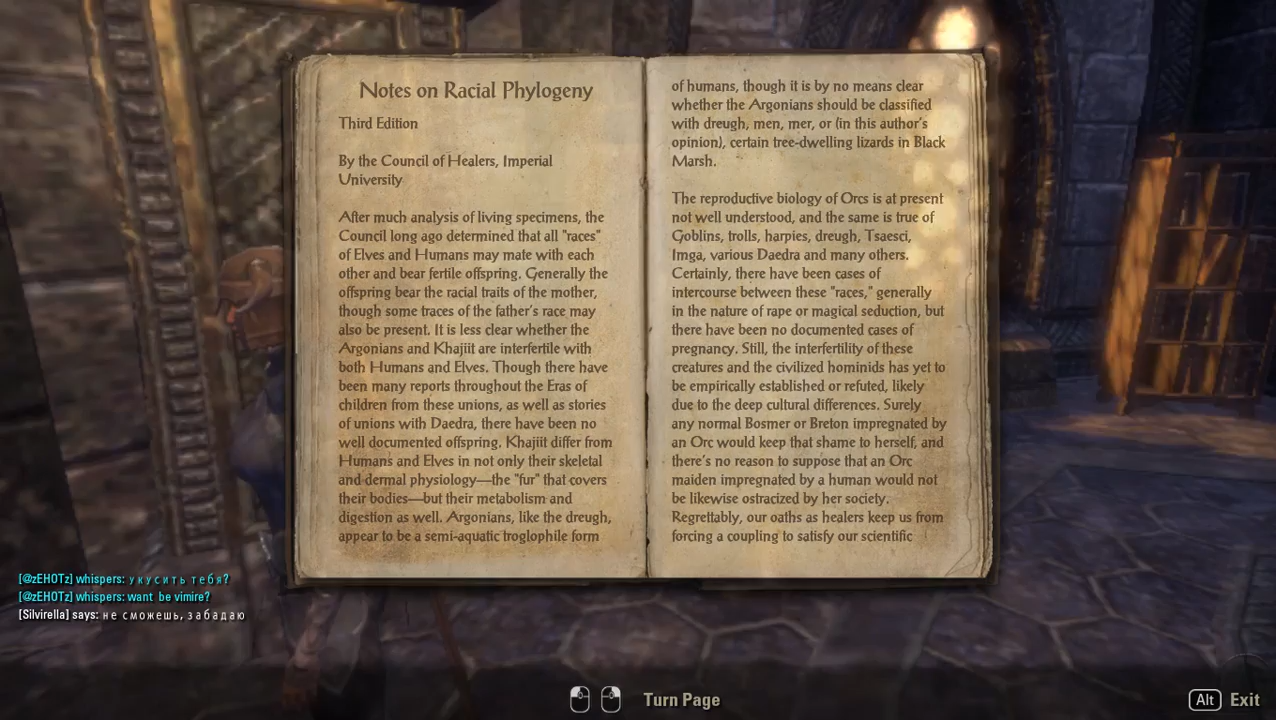 Notes on Racial Phylogeny
Third Edition
By the Council of Healers, Imperial
University
After much analysis of living specimens, the
Council long ago determined that all "races"
of Elves and Humans may mate with each
other and bear fertile offspring. Generally the
offspring bear the racial traits of the mother,
though some traces of the father's race may
also be present. It is less clear whether the
Argonians and Khajiit are interfertile with
both Humans and Elves. Though there have
been many reports throughout the Eras of
children from these unions, as well as stories
of unions with Daedra, there have been no
well documented offspring. Khajiit differ from
Humans and Elves in not only their skeletal
and dermal physiology—the "fur" that covers
their bodies—but their metabolism and
digestion as well. Argonians, like the dreugh,
appear to be a semi-aquatic troglophile form
of humans, though it is by no means clear
whether the Argonians should be classified
with dreugh, men, mer, or (in this author's
opinion), certain tree-dwelling lizards in Black
Marsh.
The reproductive biology of Orcs is at present
not well understood, and the same is true of
Goblins, trolls, harpies, dreugh, Tsaesci,
Imga, various Daedra and many others.
Certainly, there have been cases of
intercourse between these "races," generally
in the nature of rape or magical seduction, but
there have been no documented cases of
pregnancy. Still, the interfertility of these
creatures and the civilized hominids has yet to
be empirically established or refuted, likely
due to the deep cultural differences. Surely
any normal Bosmer or Breton impregnated by
an Orc would keep that shame to herself, and
there's no reason to suppose that an Orc
maiden impregnated by a human would not
be likewise ostracized by her society.
Regrettably, our oaths as healers keep us from
forcing a coupling to satisfy our scientific
[@zEHOTz] whispers: укусить тебя?
[@zEHOTz] whispers: want be vimire?
[Silvirella] says: не сможешь, забадаю
Turn Page
Alt Exit